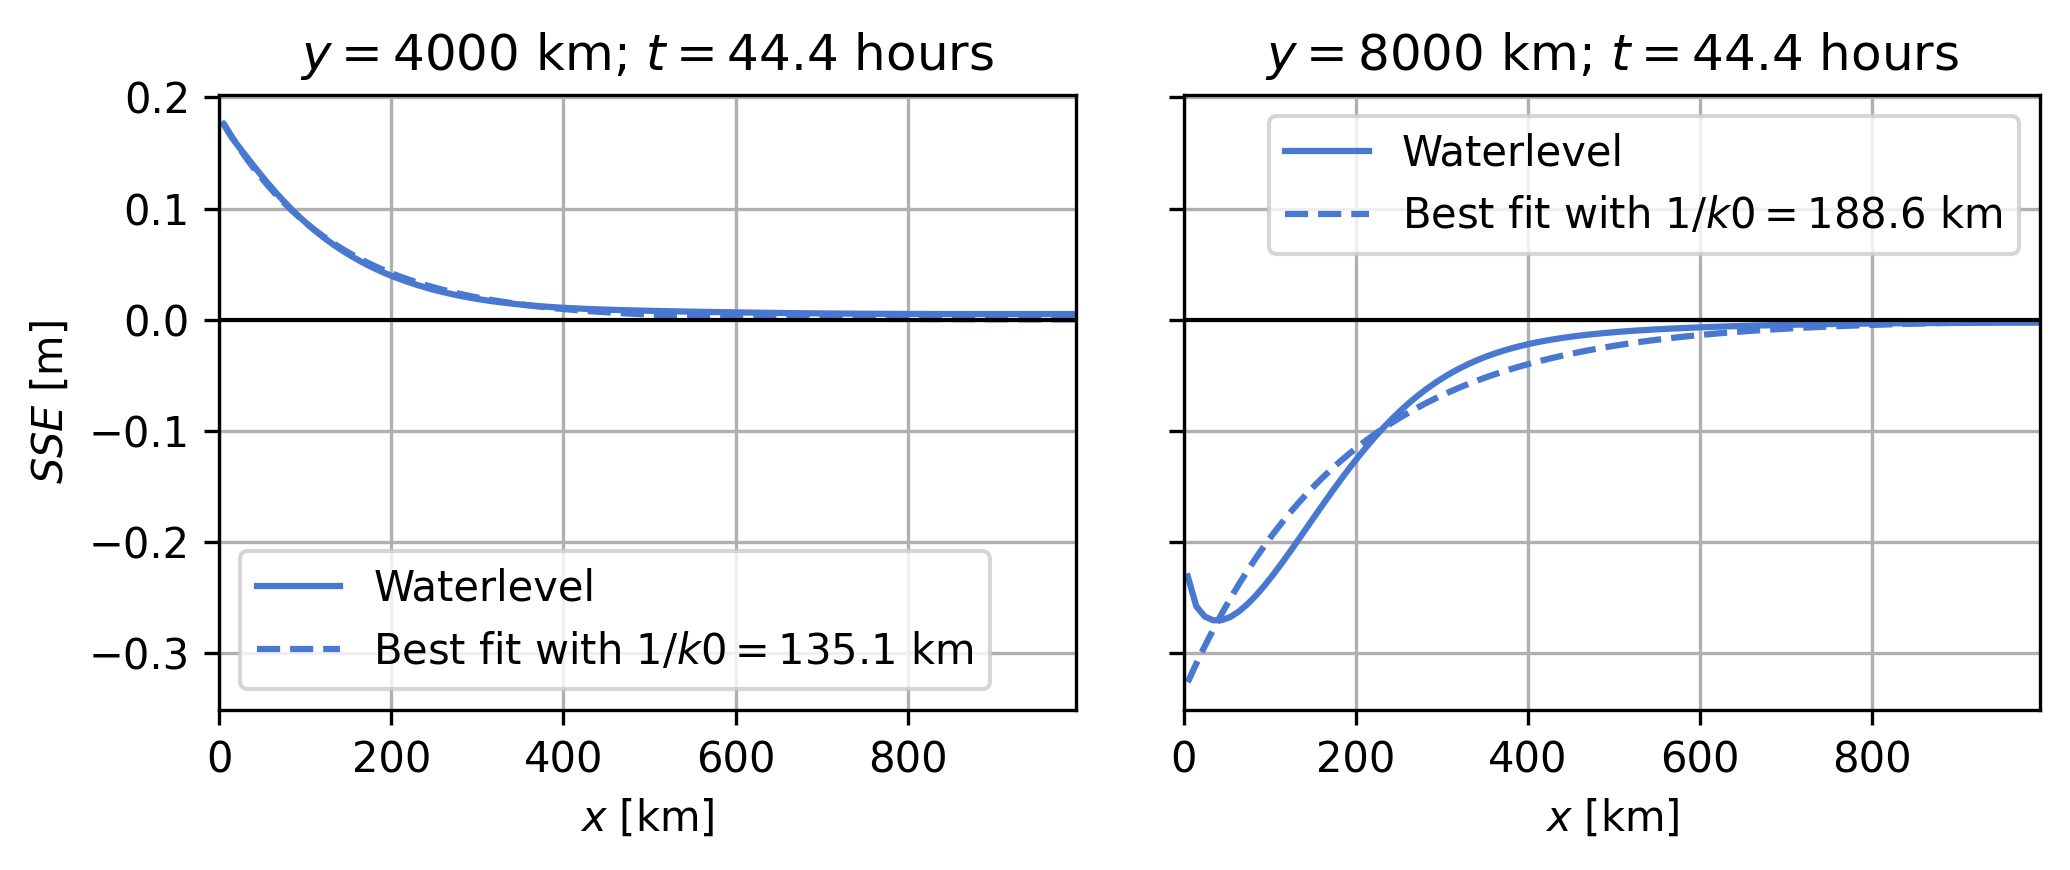 y = 4000 km; t = 44.4 hours
SSE [m]
0.2
0.1
0.0
−0.1
−0.2
−0.3
Waterlevel
Best fit with 1/k0 = 135.1 km
0 200 400 600 800
x [km]
y = 8000 km; t = 44.4 hours
Waterlevel
Best fit with 1/k0 = 188.6 km
0 200 400 600 800
x [km]